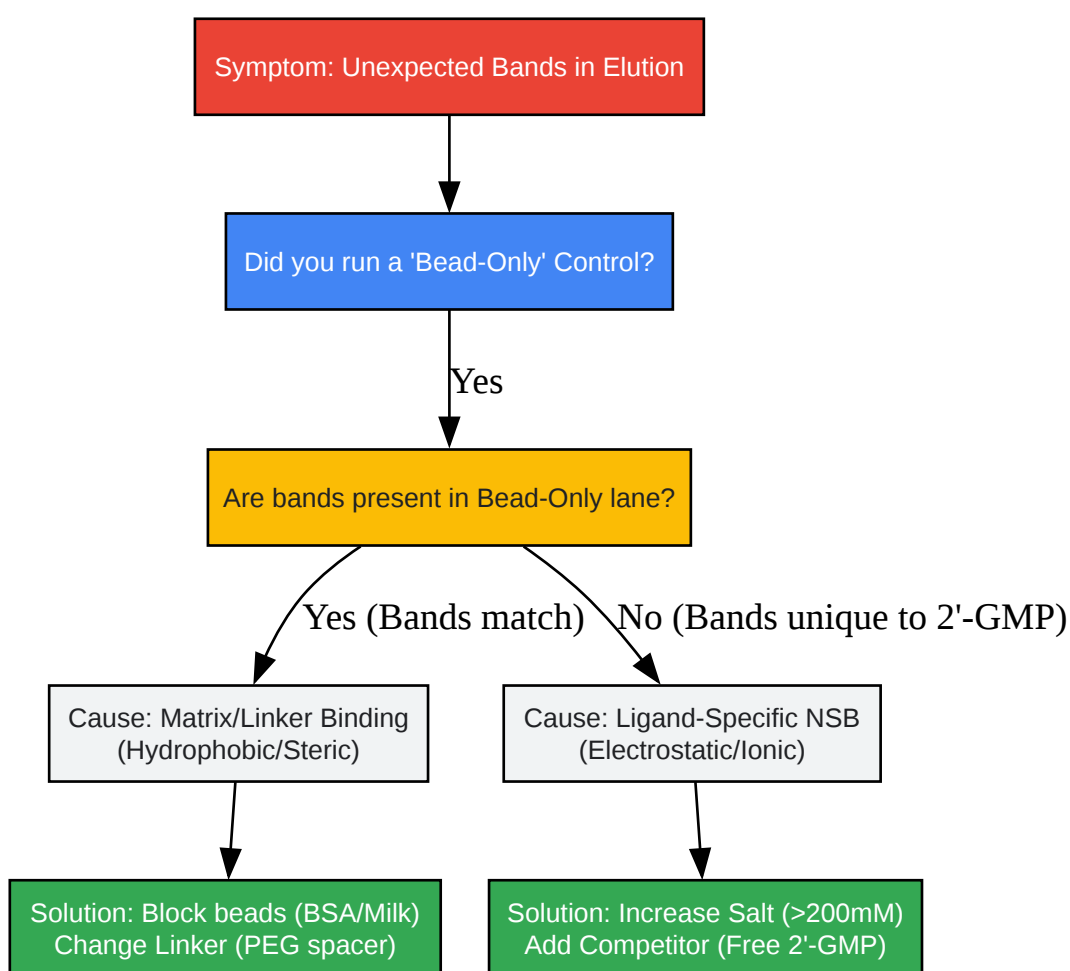 Symptom: Unexpected Bands in Elution
Did you run a 'Bead-Only' Control?
Yes
Are bands present in Bead-Only lane?
Yes (Bands match)
No (Bands unique to 2'-GMP)
Cause: Matrix/Linker Binding
(Hydrophobic/Steric)
Cause: Ligand-Specific NSB
(Electrostatic/Ionic)
Solution: Block beads (BSA/Milk)
Change Linker (PEG spacer)
Solution: Increase Salt (>200mM)
Add Competitor (Free 2'-GMP)